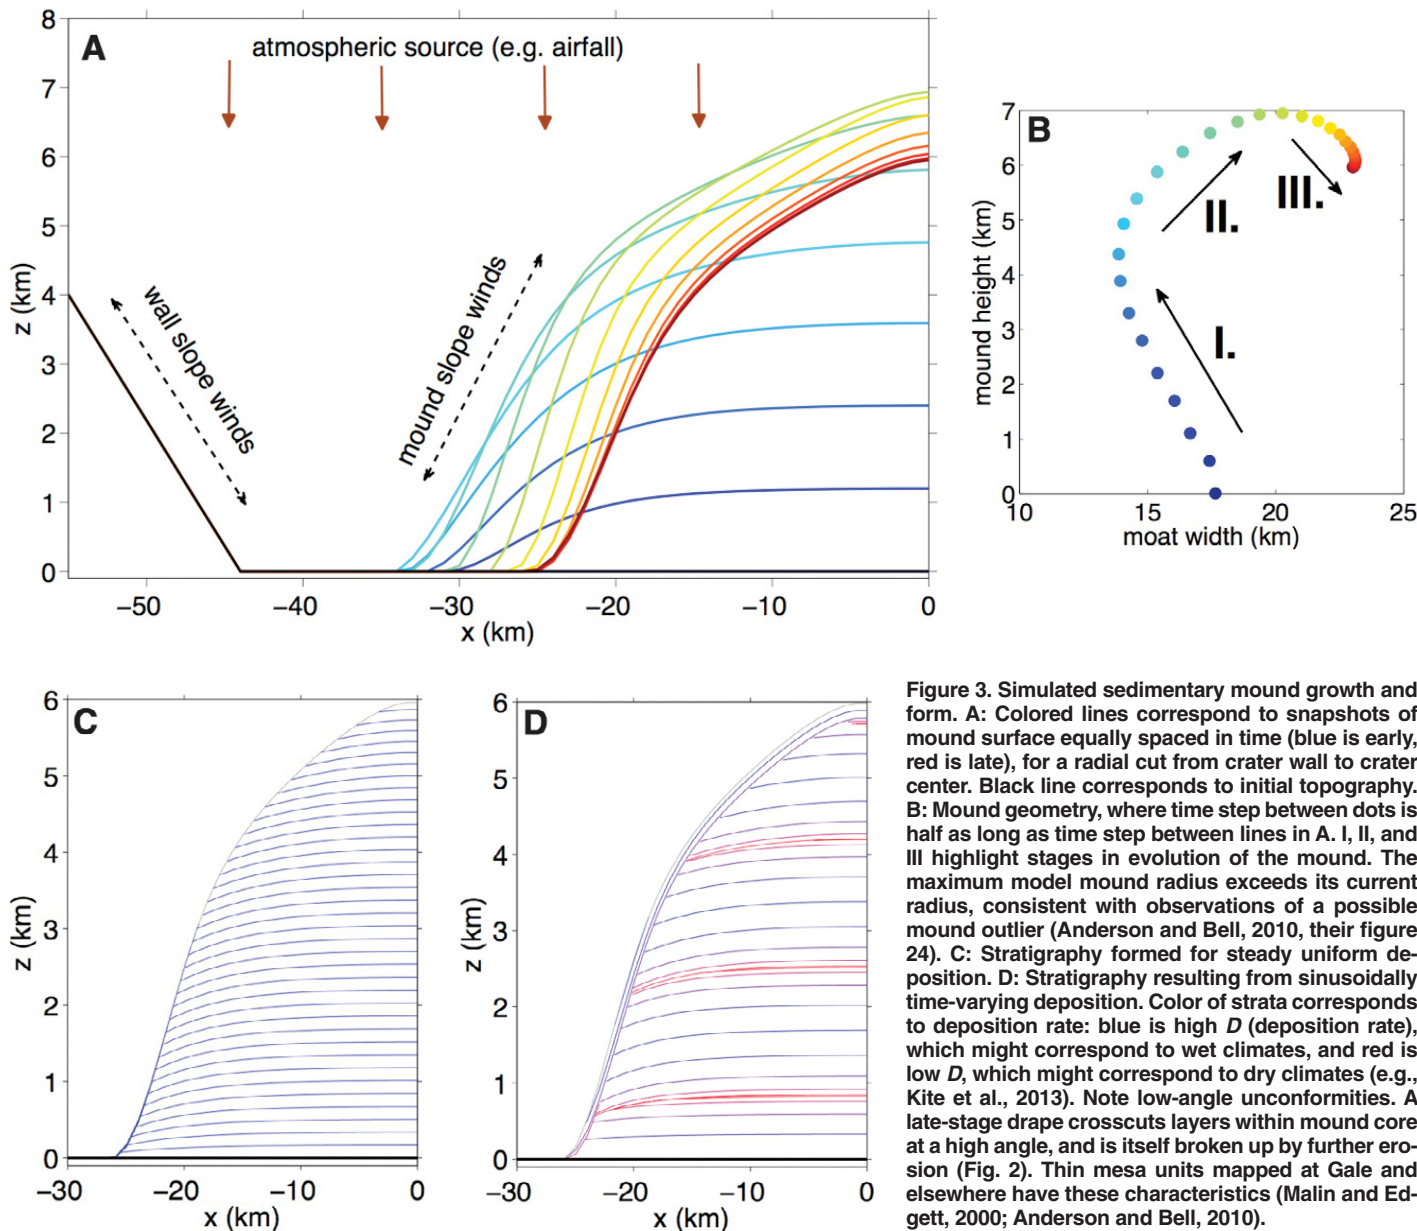 A
atmospheric source (e.g. airfall)
wall slope winds
mound slope winds
8
7
6
5
4
3
2
1
0
z (km)
−50
−40
−30
−20
−10
0
x (km)
B
I.
II.
III.
7
6
5
4
3
2
1
0
mound height (km)
10
15
20
25
moat width (km)
C
6
5
4
3
2
1
0
z (km)
−30
−20
−10
0
x (km)
D
6
5
4
3
2
1
0
z (km)
−30
−20
−10
0
x (km)
Figure 3. Simulated sedimentary mound growth and
form. A: Colored lines correspond to snapshots of
mound surface equally spaced in time (blue is early,
red is late), for a radial cut from crater wall to crater
center. Black line corresponds to initial topography.
B: Mound geometry, where time step between dots is
half as long as time step between lines in A. I, II, and
III highlight stages in evolution of the mound. The
maximum model mound radius exceeds its current
radius, consistent with observations of a possible
mound outlier (Anderson and Bell, 2010, their figure
24). C: Stratigraphy formed for steady uniform de-
position. D: Stratigraphy resulting from sinusoidally
time-varying deposition. Color of strata corresponds
to deposition rate: blue is high D (deposition rate),
which might correspond to wet climates, and red is
low D, which might correspond to dry climates (e.g.,
Kite et al., 2013). Note low-angle unconformities. A
late-stage drape crosscuts layers within mound core
at a high angle, and is itself broken up by further ero-
sion (Fig. 2). Thin mesa units mapped at Gale and
elsewhere have these characteristics (Malin and Ed-
gett, 2000; Anderson and Bell, 2010).